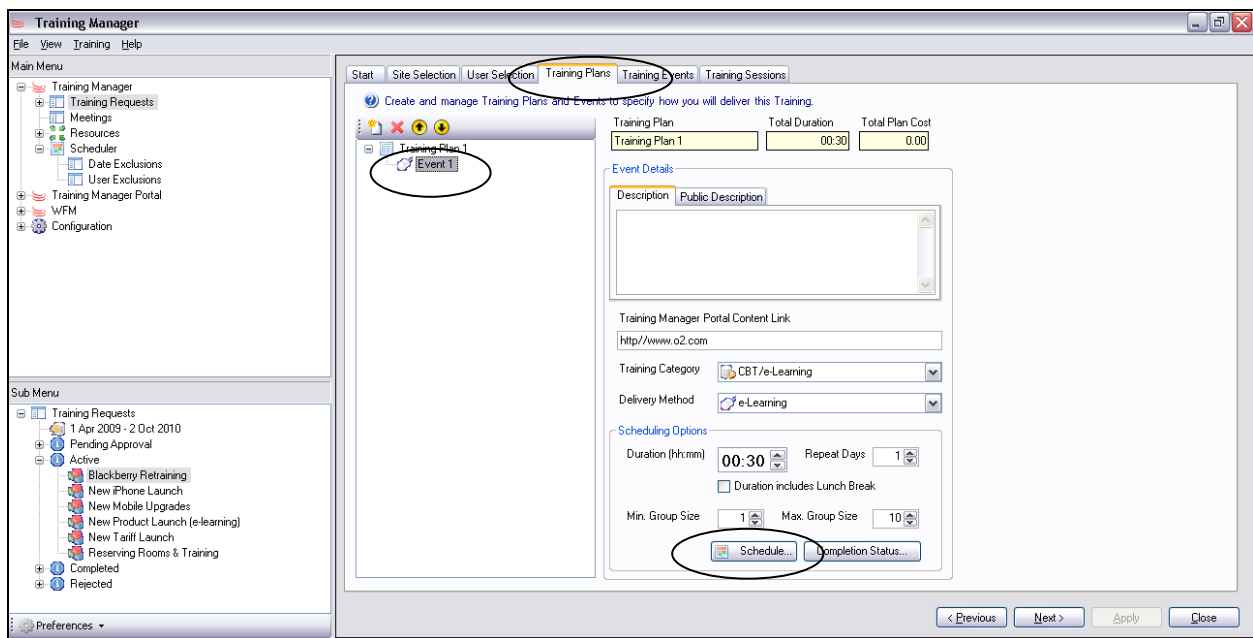 Training Manager
File View Training Help
Main Menu
Training Manager
Training Requests
Meetings
Resources
Scheduler
Date Exclusions
User Exclusions
Training Manager Portal
WFM
Configuration
Sub Menu
Training Requests
1 Apr 2009 - 2 Oct 2010
Pending Approval
Active
Blackberry Retraining
New iPhone Launch
New Mobile Upgrades
New Product Launch (e-learning)
New Tariff Launch
Reserving Rooms & Training
Completed
Rejected
Preferences
Start Site Selection User Selection Training Plans Training Events Training Sessions
Create and manage Training Plans and Events to specify how you will deliver this Training.
Training Plan 1
Event 1
Training Plan Total Duration Total Plan Cost
Training Plan 1 00:30 0.00
Event Details
Description Public Description
Training Manager Portal Content Link
http//www.o2.com
Training Category CBT/e-Learning
Delivery Method e-Learning
Scheduling Options
Duration (hh:mm) 00:30 Repeat Days 1
Duration includes Lunch Break
Min. Group Size 1 Max. Group Size 10
Schedule... Completion Status...
< Previous Next > Apply Close